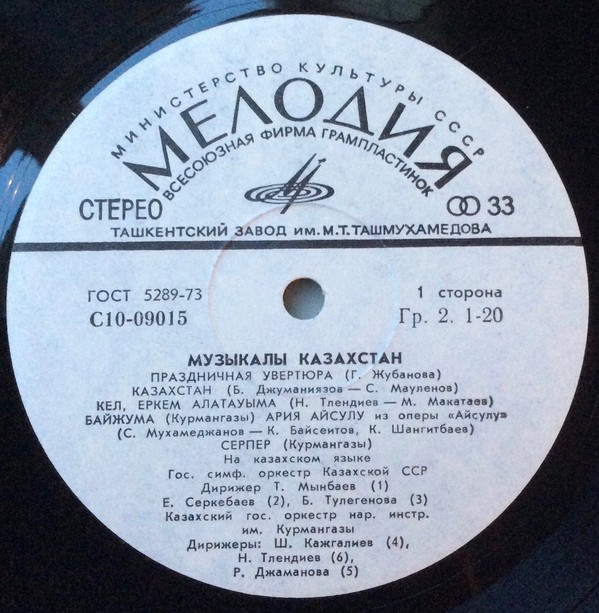 МИНИСТЕРСТВО КУЛЬТУРЫ СССР
МЕЛОДИЯ
ВСЕСОЮЗНАЯ ФИРМА ГРАМПЛАСТИНОК
СТЕРЕО
33
ТАШКЕНТСКИЙ ЗАВОД ИМ. М.Т. ТАШМУХАМЕДОВА
ГОСТ 5289-73
1 сторона
С10-09015
Гр. 2. 1-20
МУЗЫКАЛЫ КАЗАХСТАН
ПРАЗДНИЧНАЯ УВЕРТЮРА (Г. Жубанова)
КАЗАХСТАН (Б. Джуманиязов — С. Мауленов)
КЕЛ, ЕРКЕМ АЛАТАУЫМА (Н. Тлендиев — М. Макатаев)
БАЙЖУМА (Курмангазы) АРИЯ АЙСУЛУ из оперы «Айсулу»
(С. Мухамеджанов — К. Байсеитов, К. Шангитбаев)
СЕРПЕР (Курмангазы)
На казахском языке
Гос. симф. оркестр Казахской ССР
Дирижер Т. Мынбаев (1)
Е. Серкебаев (2), Б. Тулегенова (3)
Казахский гос. оркестр нар. инстр.
им. Курмангазы
Дирижеры: Ш. Кажгалиев (4),
Н. Тлендиев (6),
Р. Джаманова (5)